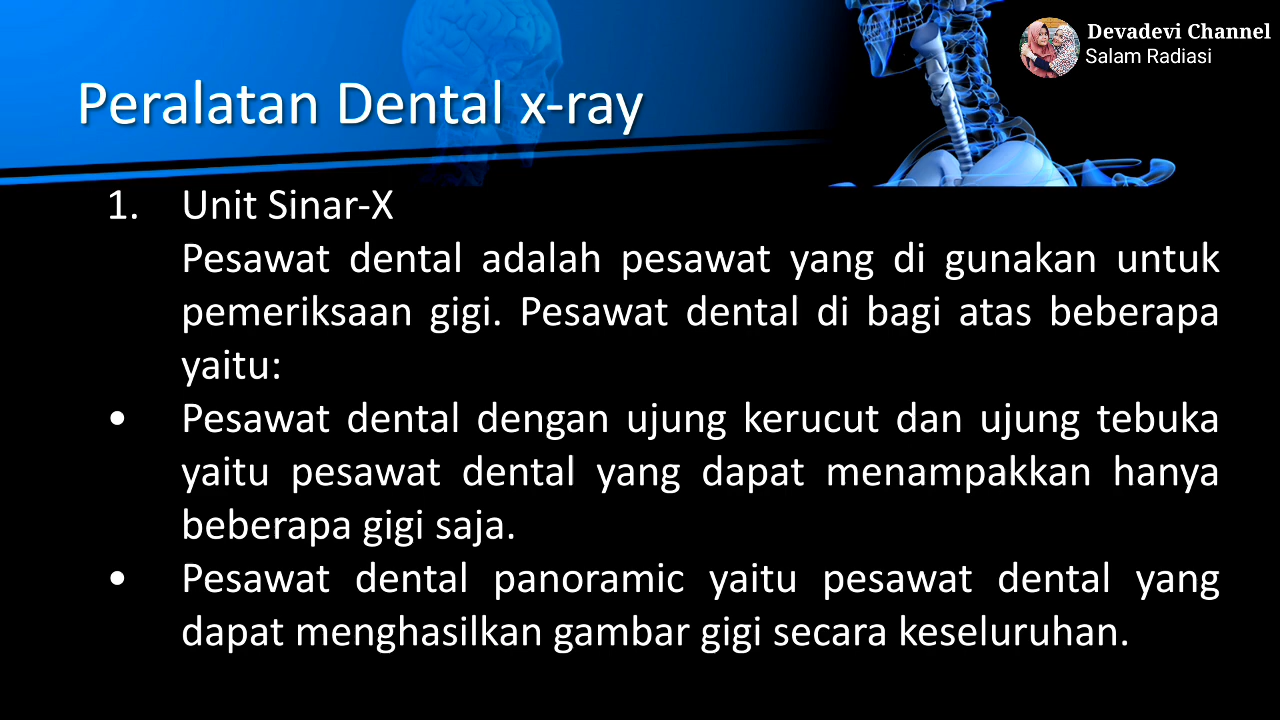 Devadevi Channel
Salam Radiasi
Peralatan Dental x-ray
1. Unit Sinar-X
Pesawat dental adalah pesawat yang di gunakan untuk
pemeriksaan gigi. Pesawat dental di bagi atas beberapa
yaitu:
• Pesawat dental dengan ujung kerucut dan ujung tebuka
yaitu pesawat dental yang dapat menampakkan hanya
beberapa gigi saja.
• Pesawat dental panoramic yaitu pesawat dental yang
dapat menghasilkan gambar gigi secara keseluruhan.